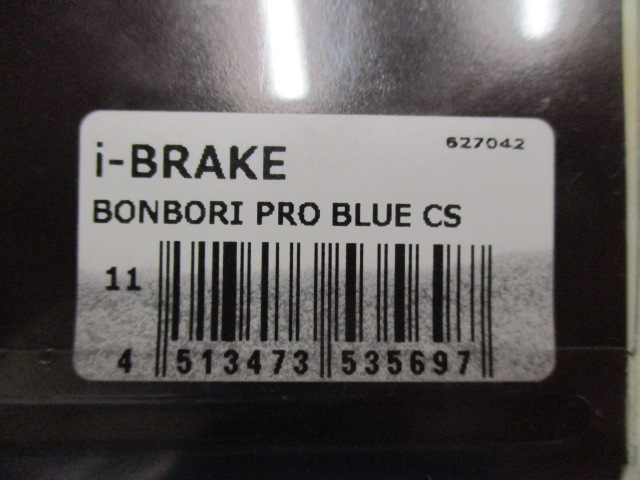 627042
i-BRAKE
BONBORI PRO BLUE CS
11
4 513473 535697